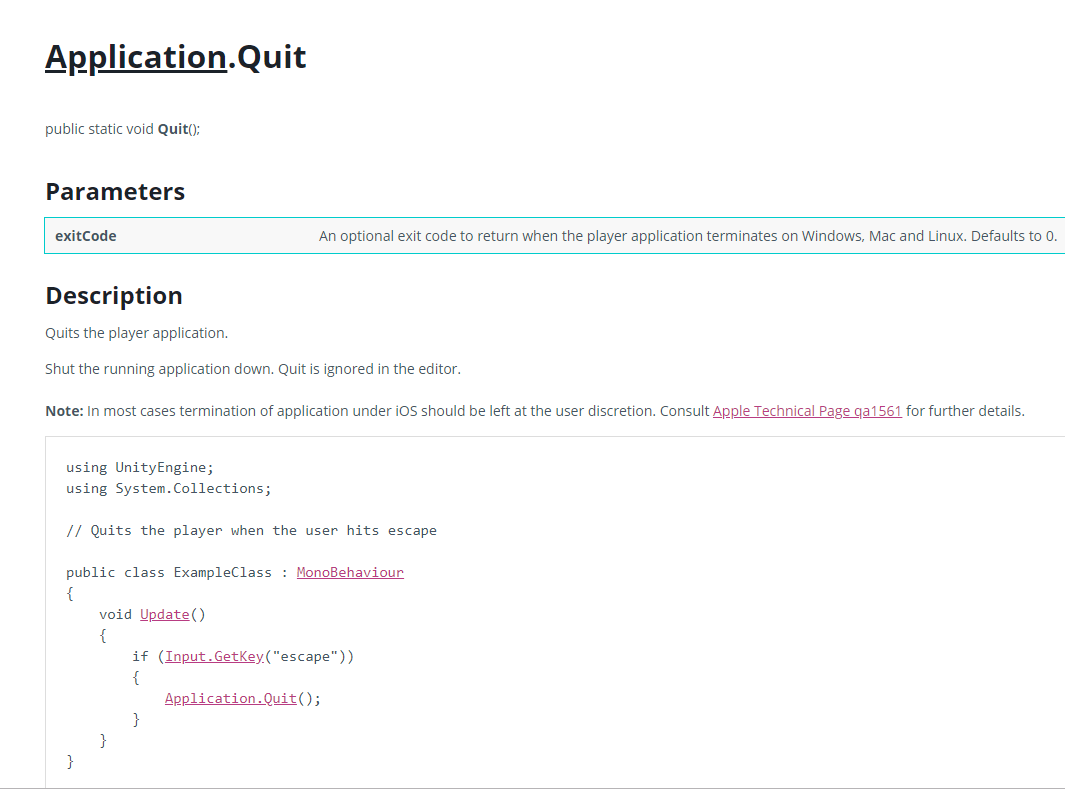 Application.Quit
public static void Quit();
Parameters
exitCode An optional exit code to return when the player application terminates on Windows, Mac and Linux. Defaults to 0.
Description
Quits the player application.
Shut the running application down. Quit is ignored in the editor.
Note: In most cases termination of application under iOS should be left at the user discretion. Consult Apple Technical Page qa1561 for further details.
using UnityEngine;
using System.Collections;
// Quits the player when the user hits escape
public class ExampleClass : MonoBehaviour
{
    void Update()
    {
        if (Input.GetKey("escape"))
        {
            Application.Quit();
        }
    }
}